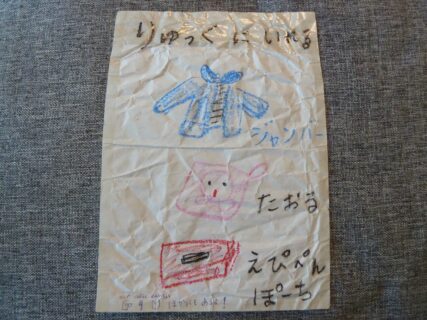 りゅっくにいれる
ジャンパー
たおる
えぴぺん
ぽーち